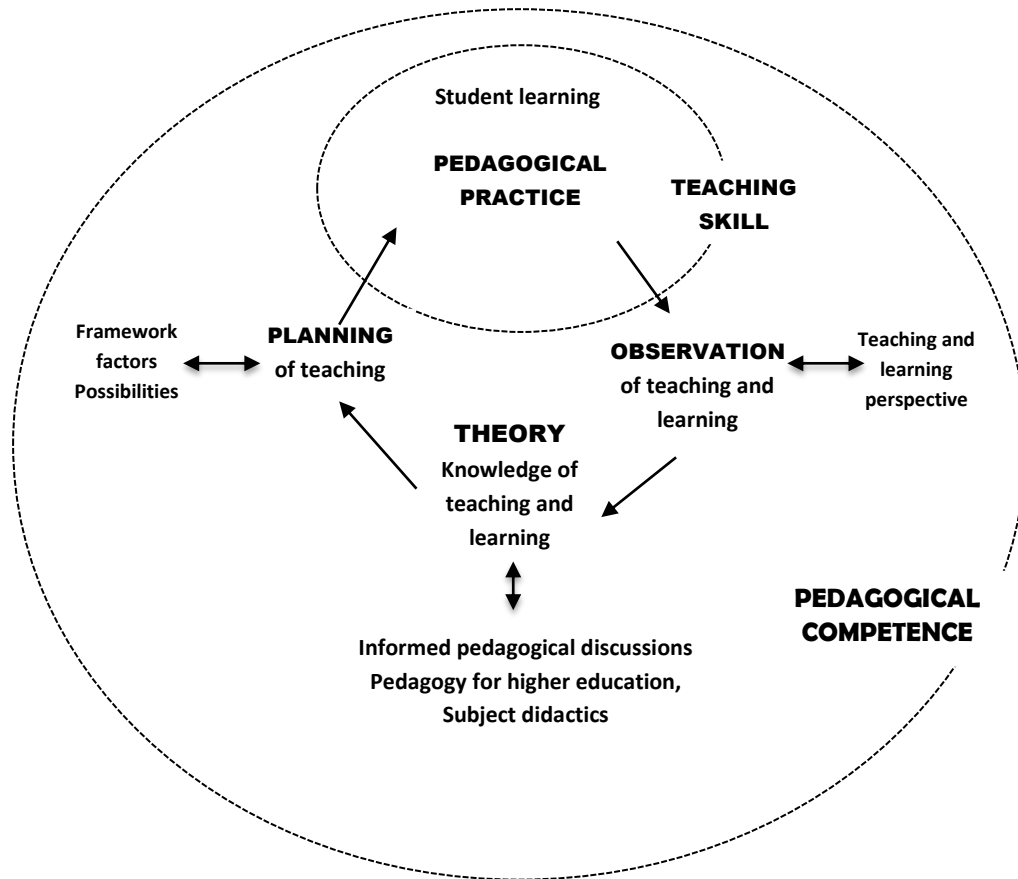 Student learning
PEDAGOGICAL
PRACTICE
TEACHING
SKILL
Framework
factors
Possibilities
PLANNING
of teaching
OBSERVATION
of teaching and
learning
Teaching and
learning
perspective
THEORY
Knowledge of
teaching and
learning
PEDAGOGICAL
COMPETENCE
Informed pedagogical discussions
Pedagogy for higher education,
Subject didactics